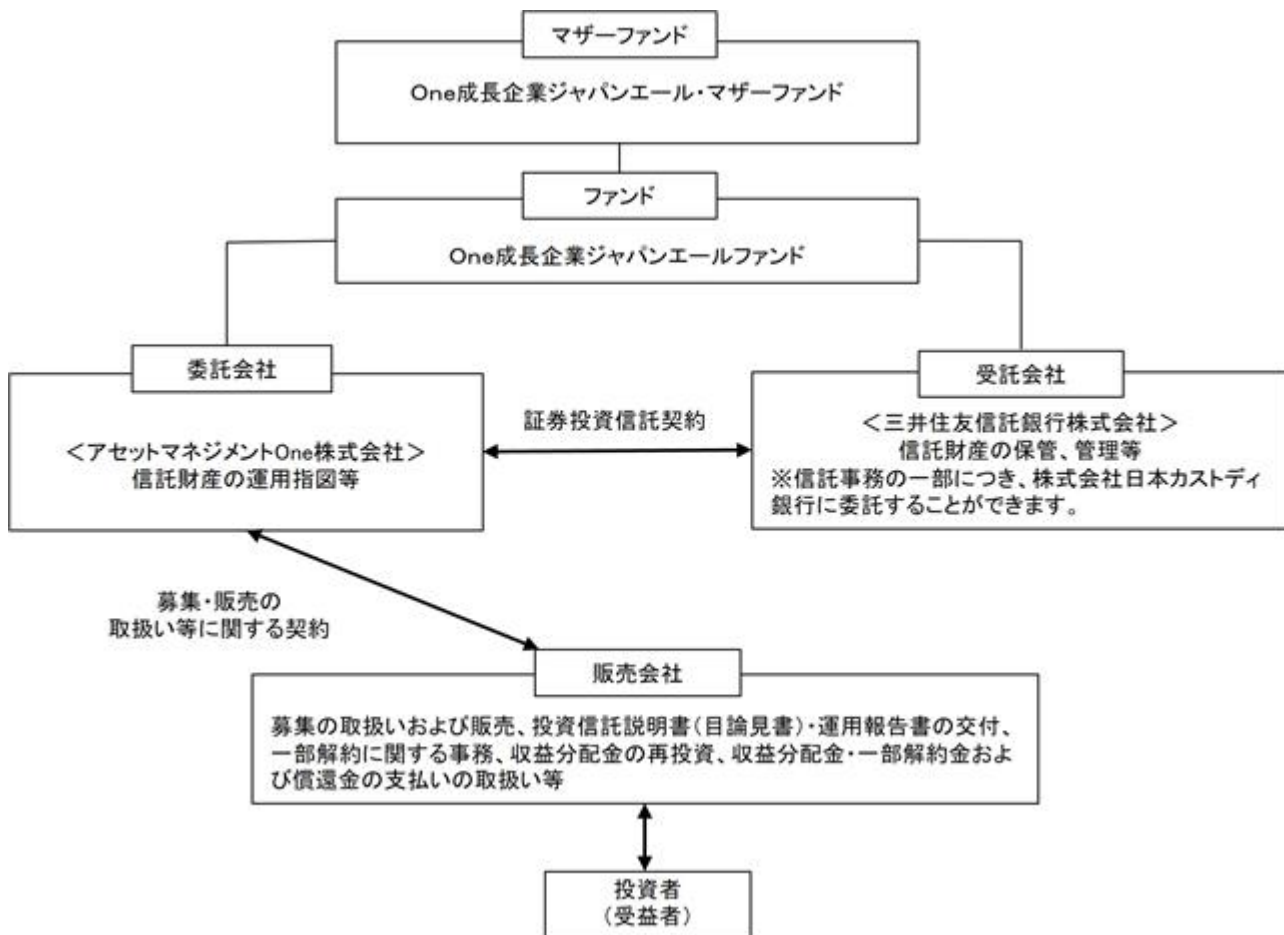 マザーファンド
One成長企業ジャパンエール・マザーファンド
ファンド
One成長企業ジャパンエールファンド
委託会社
＜アセットマネジメントOne株式会社＞
信託財産の運用指図等
証券投資信託契約
受託会社
＜三井住友信託銀行株式会社＞
信託財産の保管、管理等
※信託事務の一部につき、株式会社日本カストディ
銀行に委託することができます。
募集・販売の
取扱い等に関する契約
販売会社
募集の取扱いおよび販売、投資信託説明書（目論見書）・運用報告書の交付、
一部解約に関する事務、収益分配金の再投資、収益分配金・一部解約金およ
び償還金の支払いの取扱い等
投資者
（受益者）